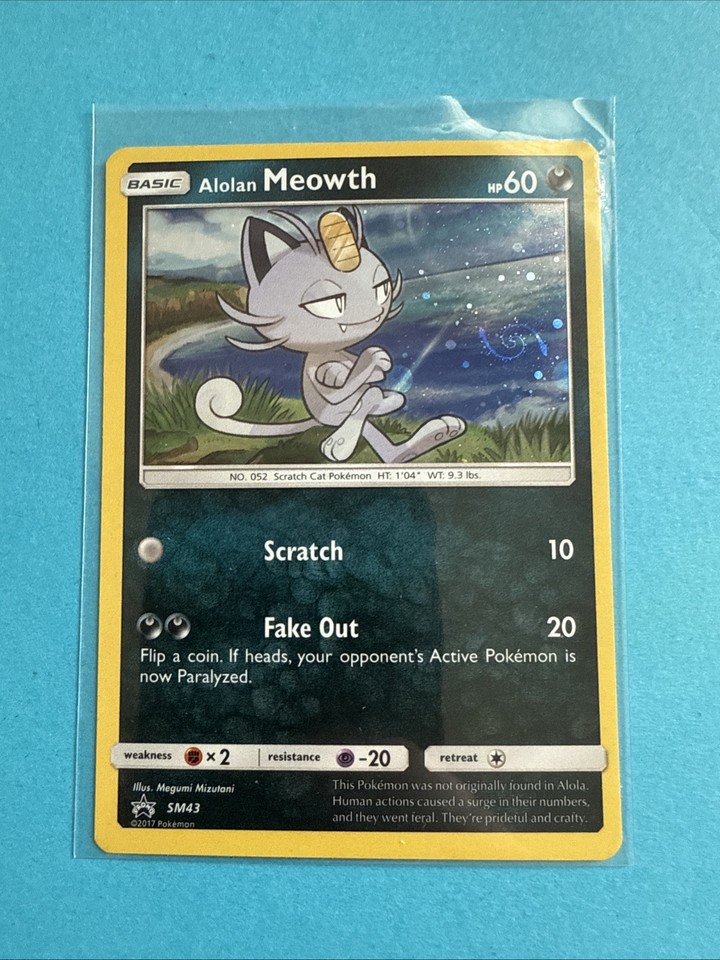 BASIC Alolan Meowth HP60
NO. 052 Scratch Cat Pokémon HT: 1'04" WT: 9.3 lbs.
Scratch 10
Fake Out 20
Flip a coin. If heads, your opponent's Active Pokémon is
now Paralyzed.
weakness ×2 resistance -20 retreat
Illus. Megumi Mizutani
PROMO SM43
©2017 Pokémon
This Pokémon was not originally found in Alola.
Human actions caused a surge in their numbers,
and they went feral. They're prideful and crafty.